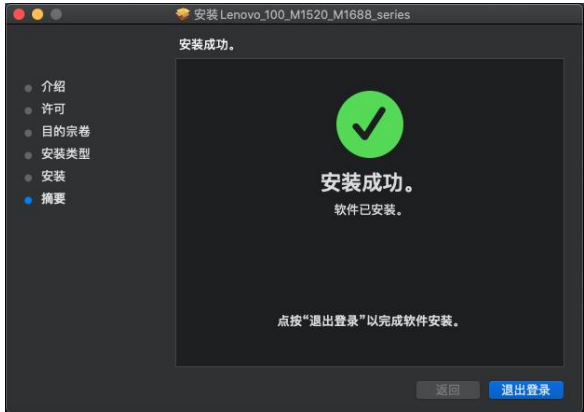 安装 Lenovo_100_M1520_M1688_series
安装成功。
介绍
许可
目的宗卷
安装类型
安装
摘要
安装成功。
软件已安装。
点按“退出登录”以完成软件安装。
返回
退出登录